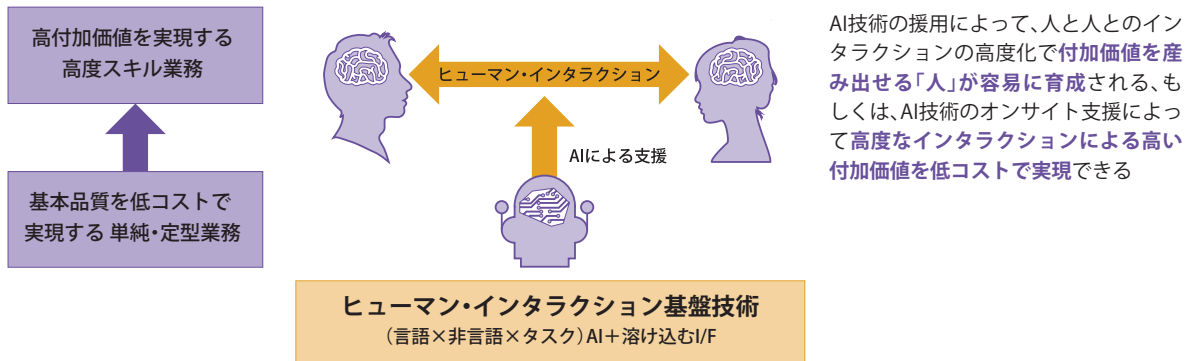 高付加価値を実現する
高度スキル業務
基本品質を低コストで
実現する 単純・定型業務
ヒューマン・インタラクション
AIによる支援
ヒューマン・インタラクション基盤技術
（言語×非言語×タスク）AI＋溶け込むI/F
AI技術の援用によって、人と人とのイン
タラクションの高度化で付加価値を産
み出せる「人」が容易に育成される、も
しくは、AI技術のオンサイト支援によっ
て高度なインタラクションによる高い
付加価値を低コストで実現できる